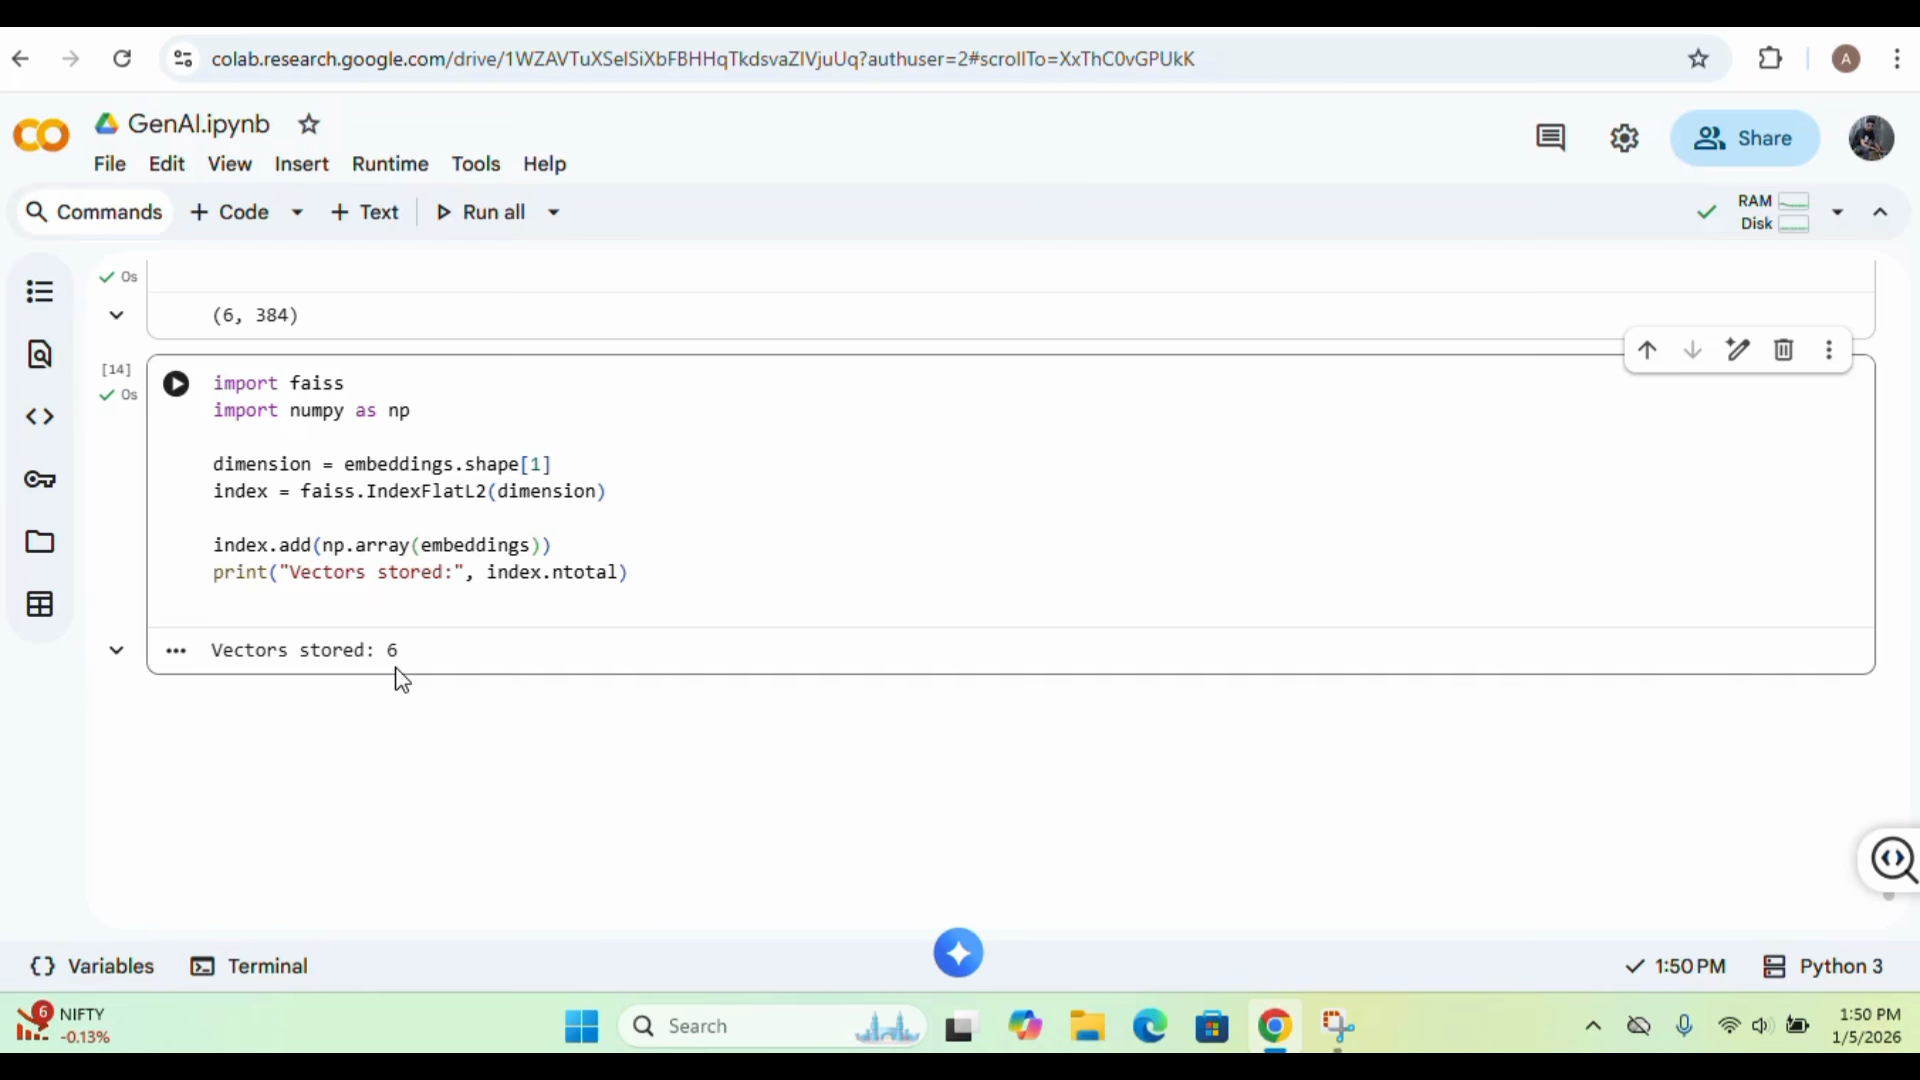 colab.research.google.com/drive/1WZAVTuXSelSiXbFBHHqTkdsvaZlVjuUq?authuser=2#scrollTo=XxThC0vGPUkK
A
CO
GenAI.ipynb
File Edit View Insert Runtime Tools Help
Share
Commands + Code + Text Run all
RAM
Disk
0s
(6, 384)
[14]
0s
import faiss
import numpy as np
dimension = embeddings.shape[1]
index = faiss.IndexFlatL2(dimension)
index.add(np.array(embeddings))
print("Vectors stored:", index.ntotal)
Vectors stored: 6
Variables Terminal
1:50 PM Python 3
6
NIFTY
-0.13%
Search
1:50 PM
1/5/2026